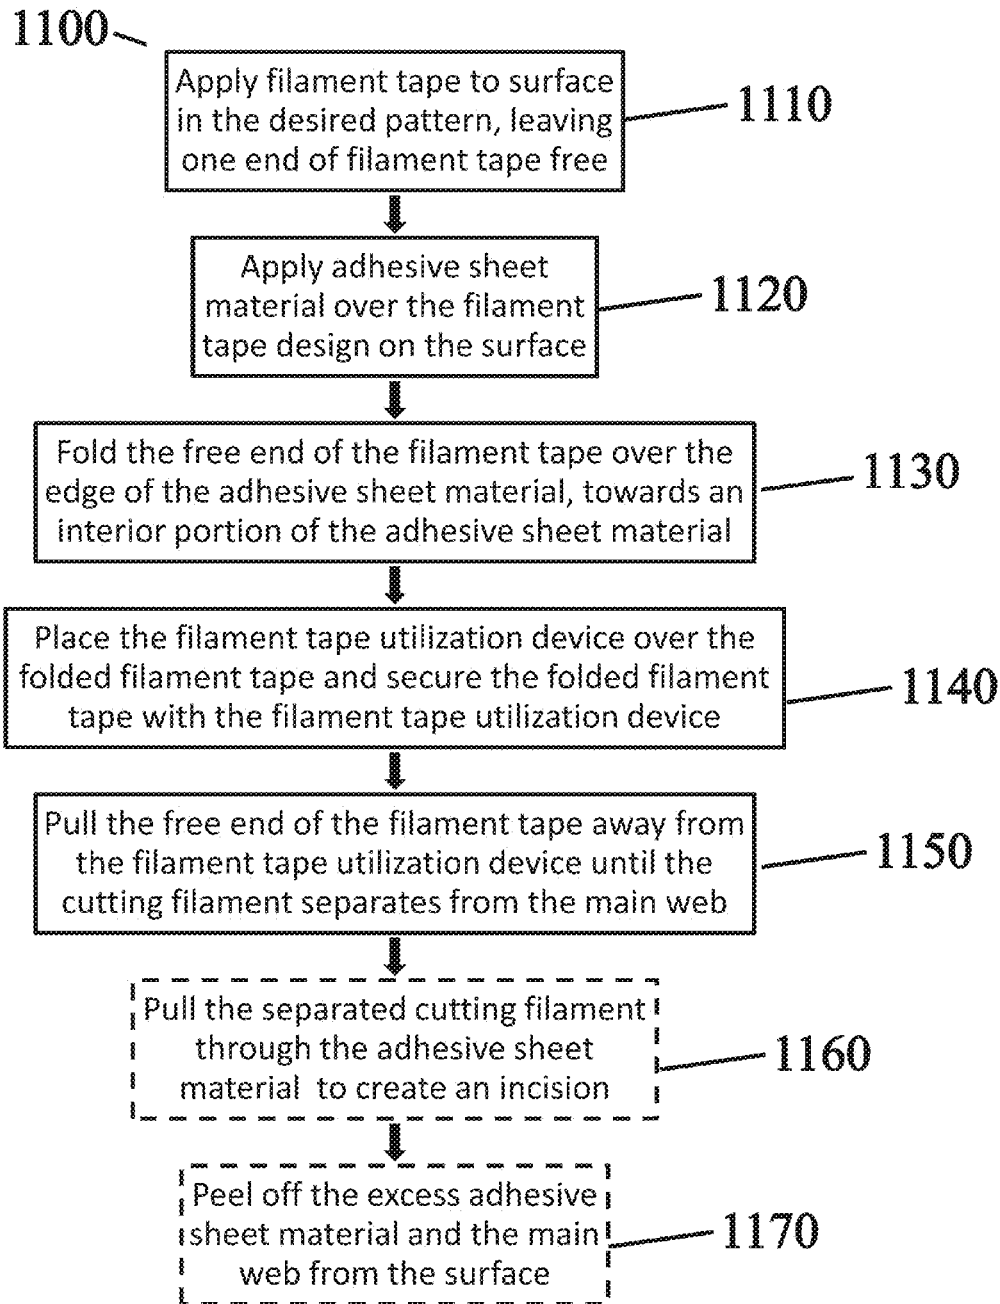 1100
Apply filament tape to surface
in the desired pattern, leaving
one end of filament tape free
1110
Apply adhesive sheet
material over the filament
tape design on the surface
1120
Fold the free end of the filament tape over the
edge of the adhesive sheet material, towards an
interior portion of the adhesive sheet material
1130
Place the filament tape utilization device over the
folded filament tape and secure the folded filament
tape with the filament tape utilization device
1140
Pull the free end of the filament tape away from
the filament tape utilization device until the
cutting filament separates from the main web
1150
Pull the separated cutting filament
through the adhesive sheet
material to create an incision
1160
Peel off the excess adhesive
sheet material and the main
web from the surface
1170